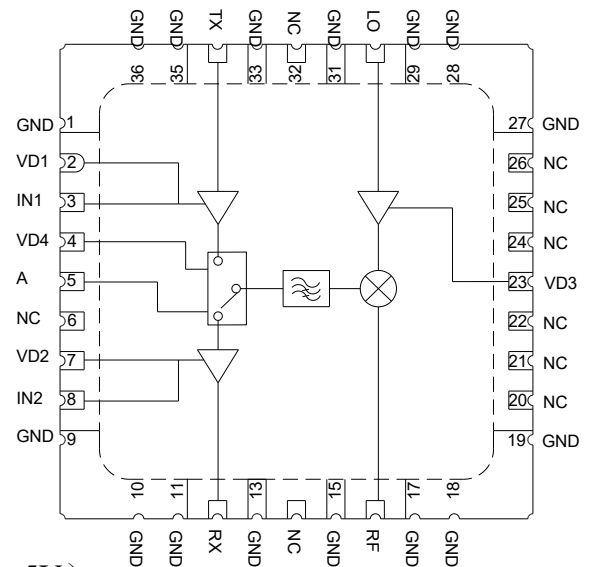 GND GND TX GND NC GND LO GND GND
36 35 33 32 31 29 28
GND 1
VD1 2
IN1 3
VD4 4
A 5
NC 6
VD2 7
IN2 8
GND 9
27 GND
26 NC
25 NC
24 NC
23 VD3
22 NC
21 NC
20 NC
19 GND
10 11 13 15 17 18
GND GND RX GND NC GND RF GND GND